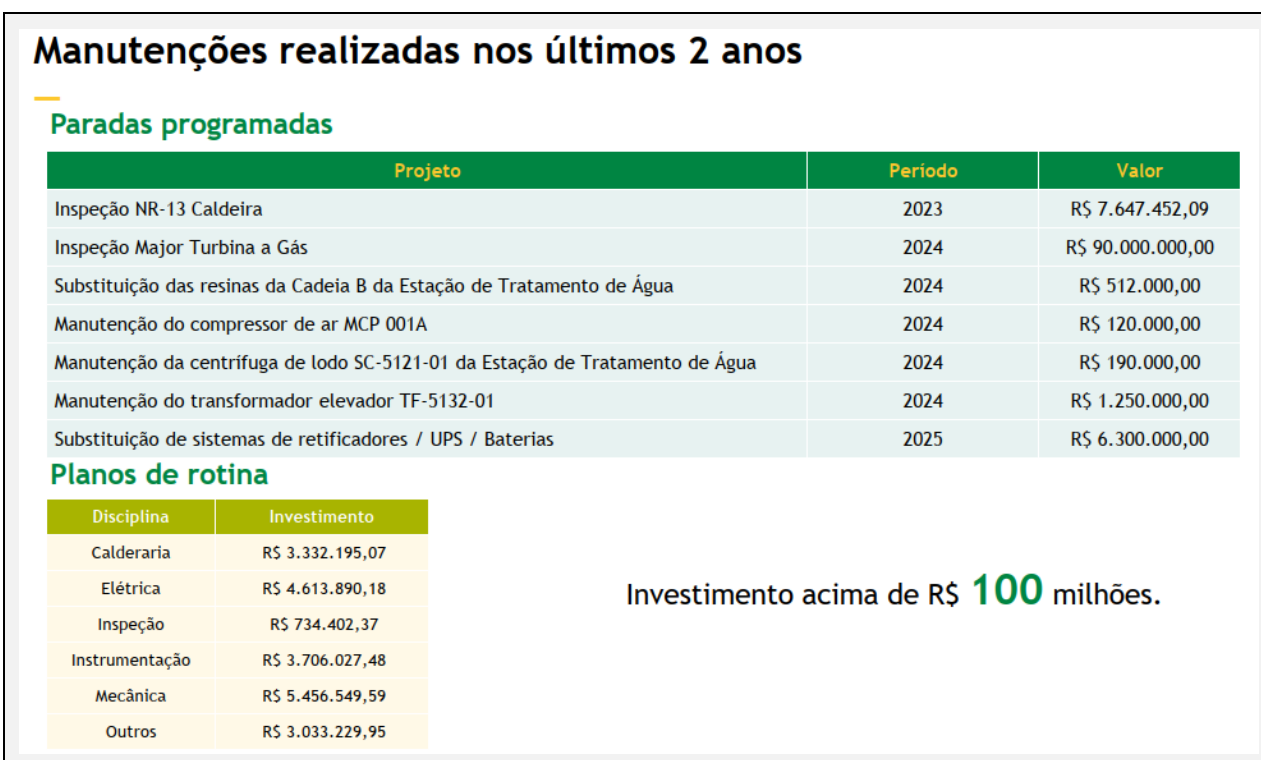 Manutenções realizadas nos últimos 2 anos
Paradas programadas
Projeto Período Valor
Inspeção NR-13 Caldeira 2023 R$ 7.647.452,09
Inspeção Major Turbina a Gás 2024 R$ 90.000.000,00
Substituição das resinas da Cadeia B da Estação de Tratamento de Água 2024 R$ 512.000,00
Manutenção do compressor de ar MCP 001A 2024 R$ 120.000,00
Manutenção da centrífuga de lodo SC-5121-01 da Estação de Tratamento de Água 2024 R$ 190.000,00
Manutenção do transformador elevador TF-5132-01 2024 R$ 1.250.000,00
Substituição de sistemas de retificadores / UPS / Baterias 2025 R$ 6.300.000,00
Planos de rotina
Disciplina Investimento
Calderaria R$ 3.332.195,07
Elétrica R$ 4.613.890,18
Inspeção R$ 734.402,37
Instrumentação R$ 3.706.027,48
Mecânica R$ 5.456.549,59
Outros R$ 3.033.229,95
Investimento acima de R$ 100 milhões.